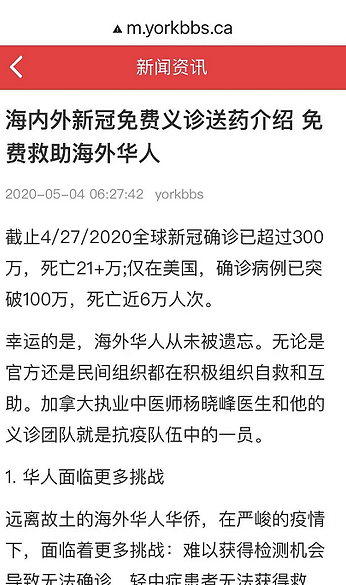 ▲ m.yorkbbs.ca
新闻资讯
海内外新冠免费义诊送药介绍 免
费救助海外华人
2020-05-04 06:27:42 yorkbbs
截止4/27/2020全球新冠确诊已超过300
万，死亡21+万;仅在美国，确诊病例已突
破100万，死亡近6万人次。
幸运的是，海外华人从未被遗忘。无论是
官方还是民间组织都在积极组织自救和互
助。加拿大执业中医师杨晓峰医生和他的
义诊团队就是抗疫队伍中的一员。
1. 华人面临更多挑战
远离故土的海外华人华侨，在严峻的疫情
下，面临着更多挑战：难以获得检测机会
导致无法确诊，轻中症患者无法获得救